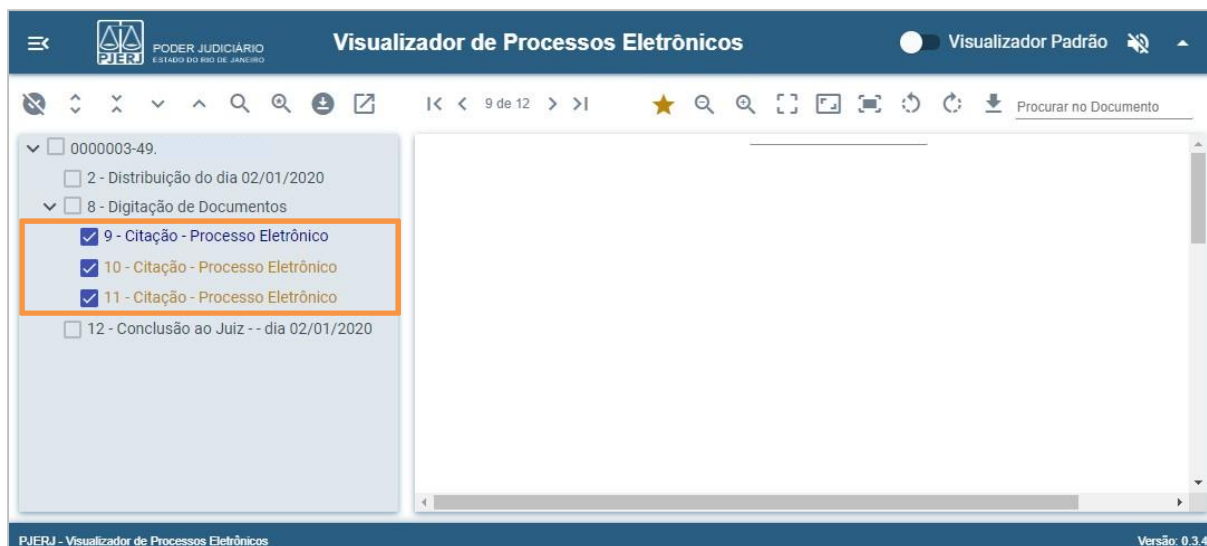 PJERJ
PODER JUDICIÁRIO
ESTADO DO RIO DE JANEIRO
Visualizador de Processos Eletrônicos
Visualizador Padrão
9 de 12
Procurar no Documento
0000003-49.
2 - Distribuição do dia 02/01/2020
8 - Digitação de Documentos
9 - Citação - Processo Eletrônico
10 - Citação - Processo Eletrônico
11 - Citação - Processo Eletrônico
12 - Conclusão ao Juiz - - dia 02/01/2020
PJERJ - Visualizador de Processos Eletrônicos
Versão: 0.3.4